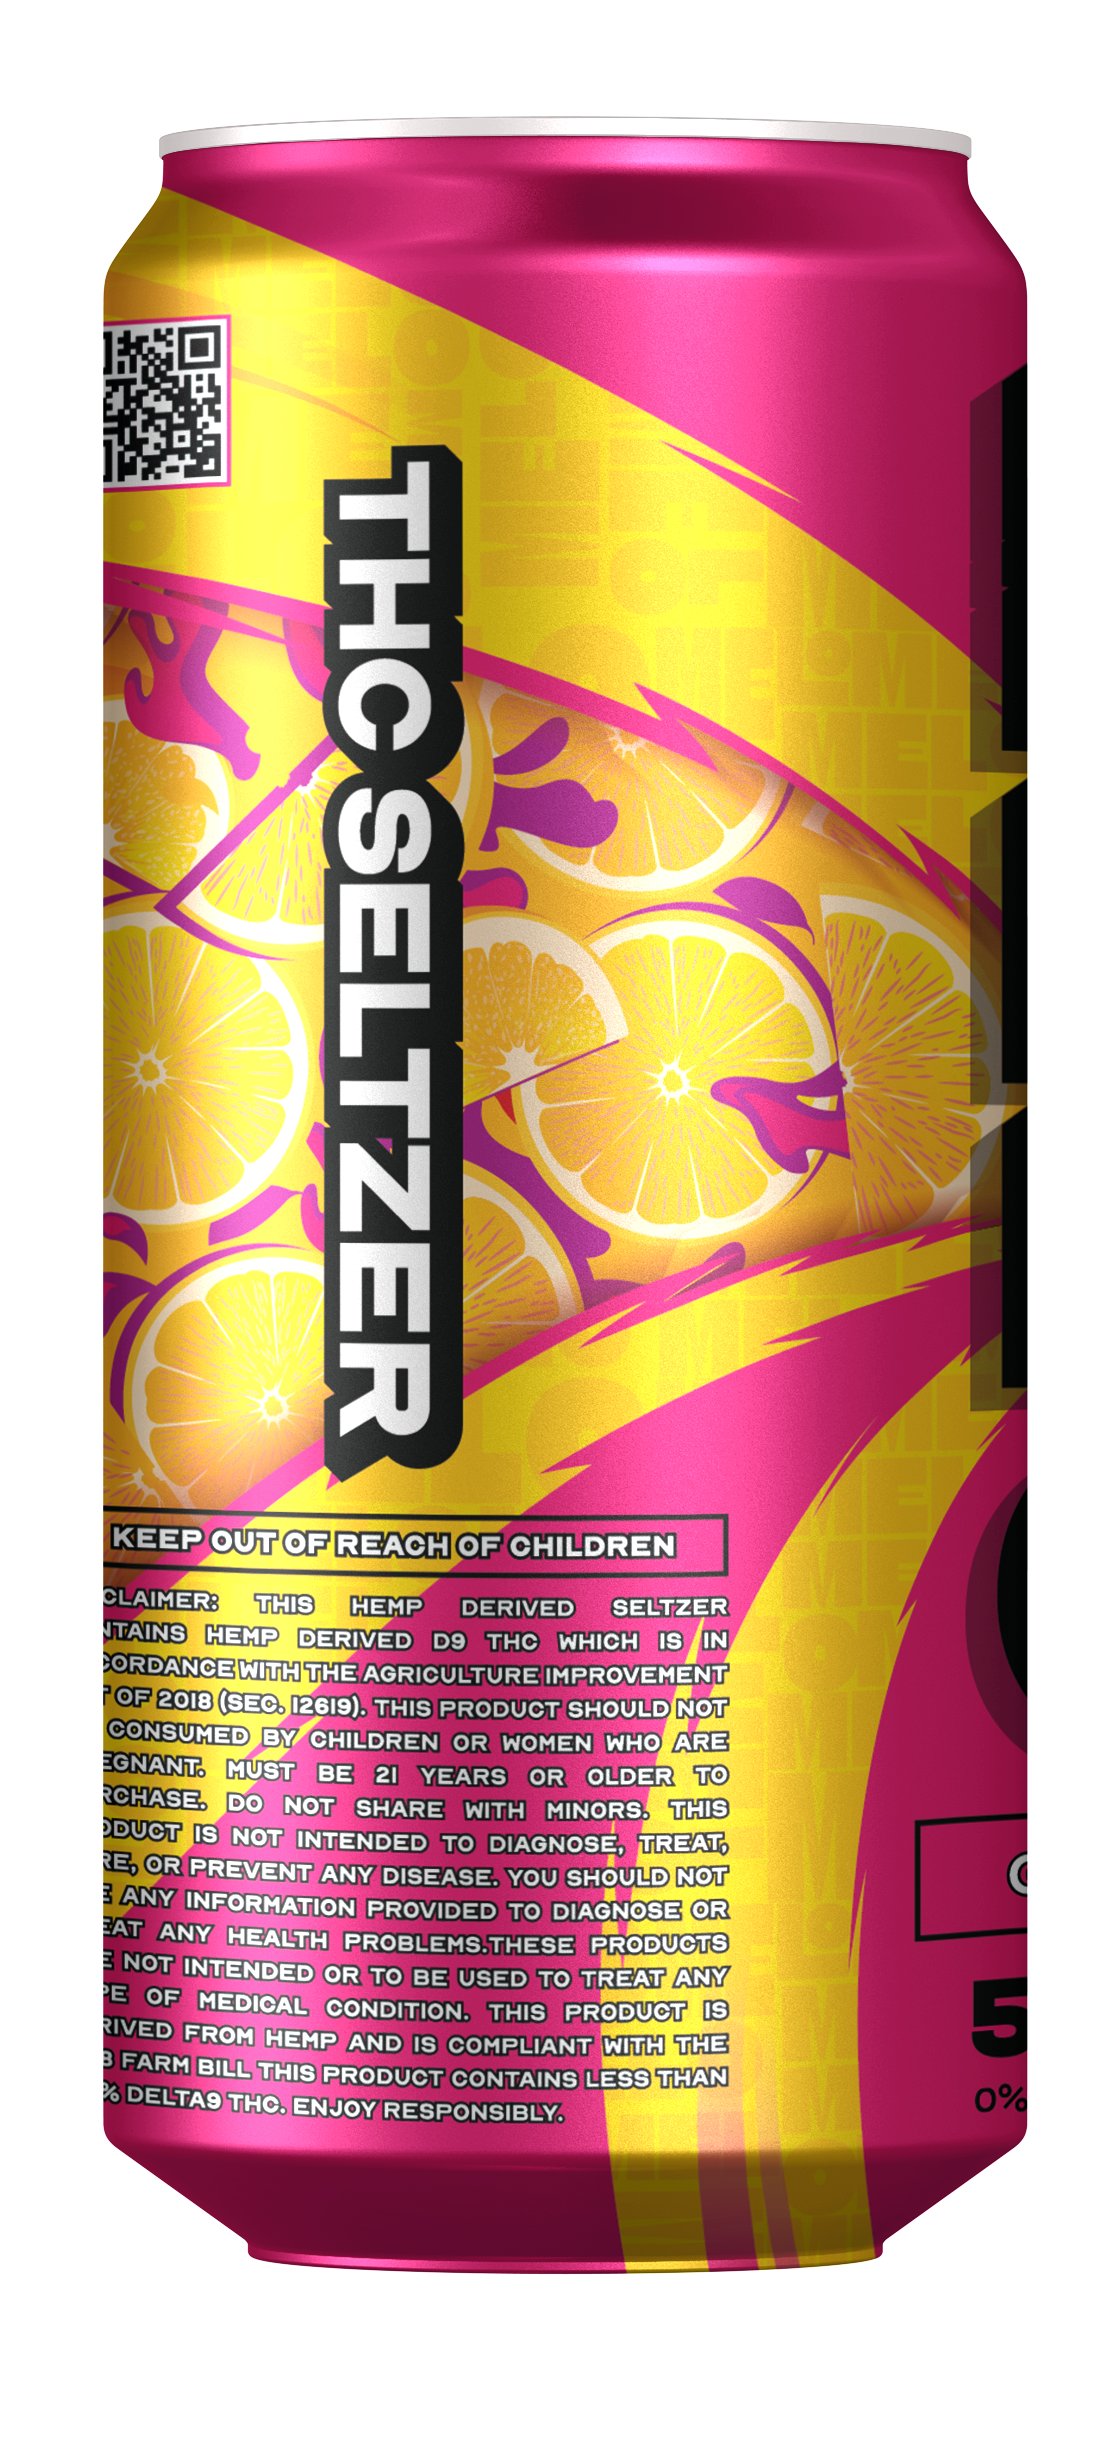 THC SELTZER
KEEP OUT OF REACH OF CHILDREN
CLAIMER: THIS HEMP DERIVED SELTZER
NTAINS HEMP DERIVED D9 THC WHICH IS IN
CORDANCE WITH THE AGRICULTURE IMPROVEMENT
T OF 2018 (SEC. 12619). THIS PRODUCT SHOULD NOT
CONSUMED BY CHILDREN OR WOMEN WHO ARE
EGNANT. MUST BE 21 YEARS OR OLDER TO
RCHASE. DO NOT SHARE WITH MINORS. THIS
ODUCT IS NOT INTENDED TO DIAGNOSE, TREAT,
RE, OR PREVENT ANY DISEASE. YOU SHOULD NOT
E ANY INFORMATION PROVIDED TO DIAGNOSE OR
EAT ANY HEALTH PROBLEMS.THESE PRODUCTS
E NOT INTENDED OR TO BE USED TO TREAT ANY
PE OF MEDICAL CONDITION. THIS PRODUCT IS
RIVED FROM HEMP AND IS COMPLIANT WITH THE
8 FARM BILL THIS PRODUCT CONTAINS LESS THAN
% DELTA9 THC. ENJOY RESPONSIBLY.
5
0%